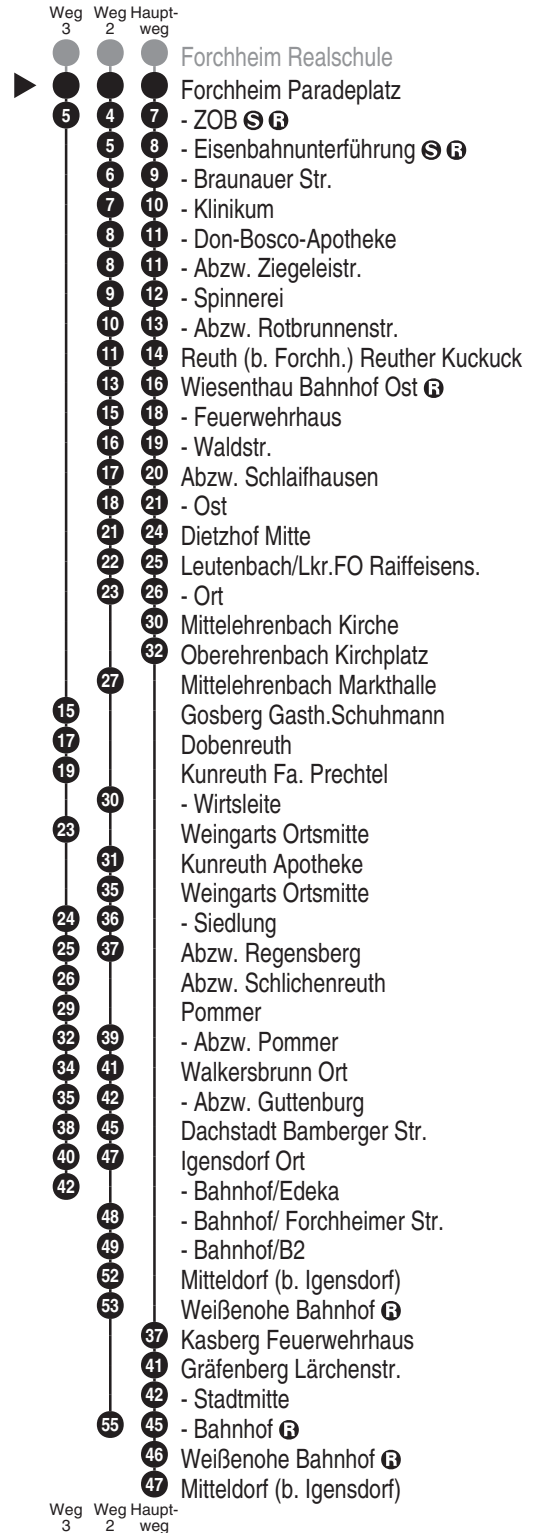 Weg Weg Haupt-
3 2 weg
Forchheim Realschule
Forchheim Paradeplatz
5 4 7 - ZOB S R
5 8 - Eisenbahnunterführung S R
6 9 - Braunauer Str.
7 10 - Klinikum
8 11 - Don-Bosco-Apotheke
8 11 - Abzw. Ziegeleistr.
9 12 - Spinnerei
10 13 - Abzw. Rotbrunnenstr.
11 14 Reuth (b. Forchh.) Reuther Kuckuck
13 16 Wiesenthau Bahnhof Ost R
15 18 - Feuerwehrhaus
16 19 - Waldstr.
17 20 Abzw. Schlaifhausen
18 21 - Ost
21 24 Dietzhof Mitte
22 25 Leutenbach/Lkr.FO Raiffeisens.
23 26 - Ort
30 Mittelehrenbach Kirche
32 Oberehrenbach Kirchplatz
27 Mittelehrenbach Markthalle
15 Gosberg Gasth.Schuhmann
17 Dobenreuth
19 Kunreuth Fa. Prechtel
30 - Wirtsleite
23 Weingarts Ortsmitte
31 Kunreuth Apotheke
35 Weingarts Ortsmitte
24 36 - Siedlung
25 37 Abzw. Regensberg
26 Abzw. Schlichenreuth
29 Pommer
32 39 - Abzw. Pommer
34 41 Walkersbrunn Ort
35 42 - Abzw. Guttenburg
38 45 Dachstadt Bamberger Str.
40 47 Igensdorf Ort
42 - Bahnhof/Edeka
48 - Bahnhof/ Forchheimer Str.
49 - Bahnhof/B2
52 Mitteldorf (b. Igensdorf)
53 Weißenohe Bahnhof R
37 Kasberg Feuerwehrhaus
41 Gräfenberg Lärchenstr.
42 - Stadtmitte
55 45 - Bahnhof R
46 Weißenohe Bahnhof R
47 Mitteldorf (b. Igensdorf)
Weg Weg Haupt-
3 2 weg